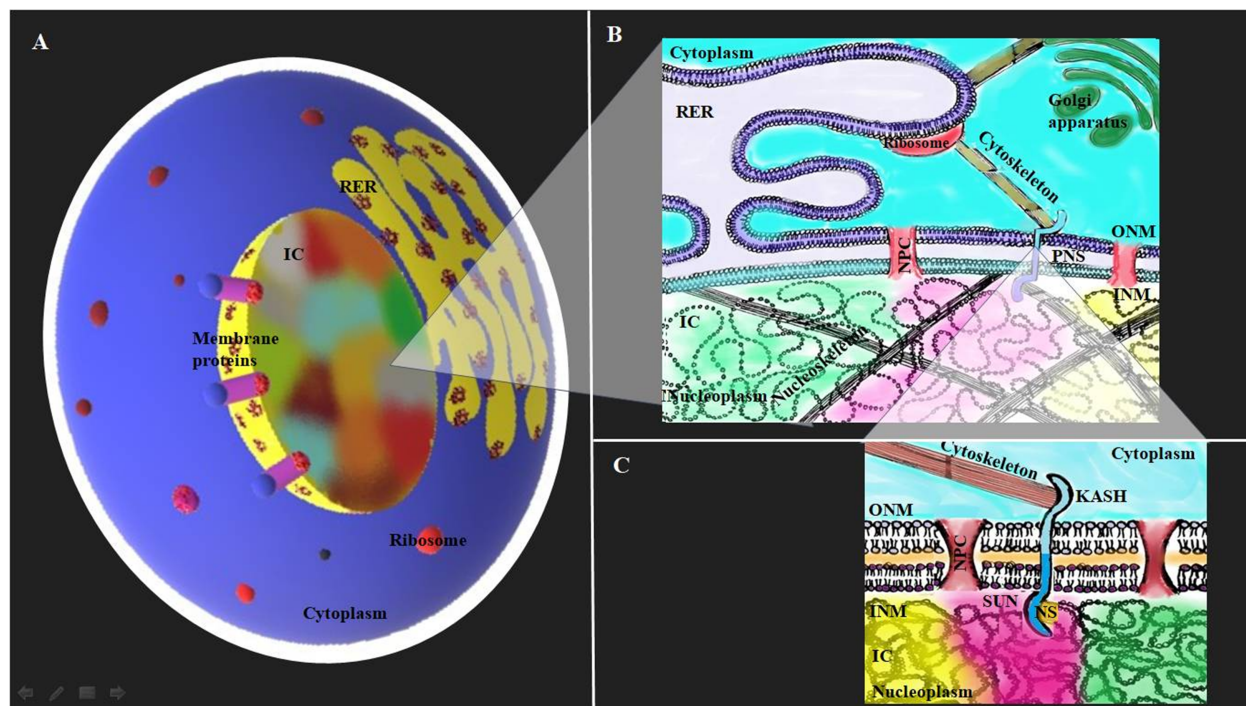 A
RER
IC
Membrane
proteins
Ribosome
Cytoplasm
B
Cytoplasm
RER
Golgi
apparatus
Ribosome
Cytoskeleton
ONM
NPC
PNS
INM
IC
Nucleoskeleton
Nucleoplasm
C
Cytoskeleton
Cytoplasm
KASH
ONM
NPC
SUN
INM
NS
IC
Nucleoplasm